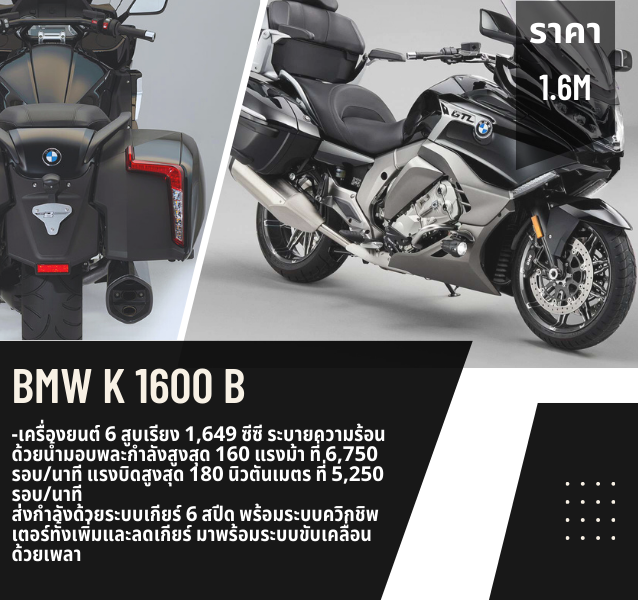 ราคา
1.6M
GTL
BMW K 1600 B
-เครื่องยนต์ 6 สูบเรียง 1,649 ซีซี ระบายความร้อน
ด้วยน้ำมอบพละกำลังสูงสุด 160 แรงม้า ที่ 6,750
รอบ/นาที แรงบิดสูงสุด 180 นิวตันเมตร ที่ 5,250
รอบ/นาที
ส่งกำลังด้วยระบบเกียร์ 6 สปีด พร้อมระบบควิกชิพ
เตอร์ทั้งเพิ่มและลดเกียร์ มาพร้อมระบบขับเคลื่อน
ด้วยเพลา